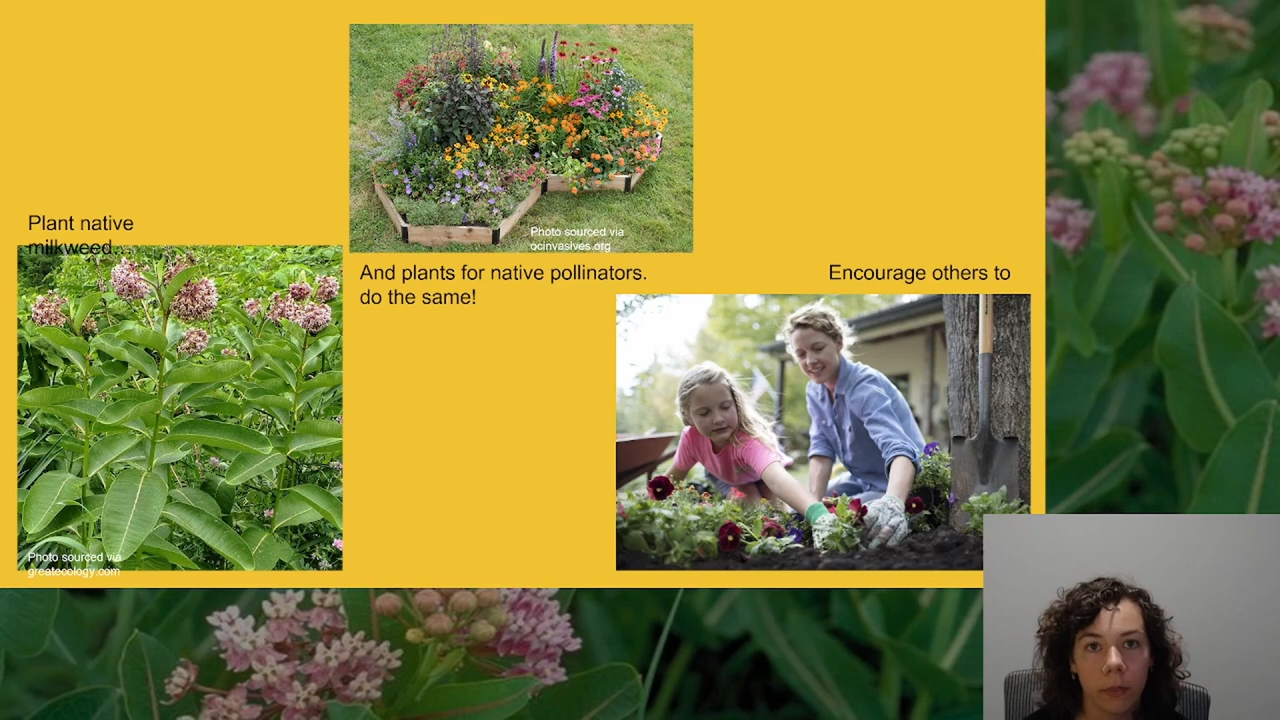 Plant native
milkweed...
Photo sourced via
greatecology.com
Photo sourced via
ocinvasives.org
And plants for native pollinators.
do the same!
Encourage others to